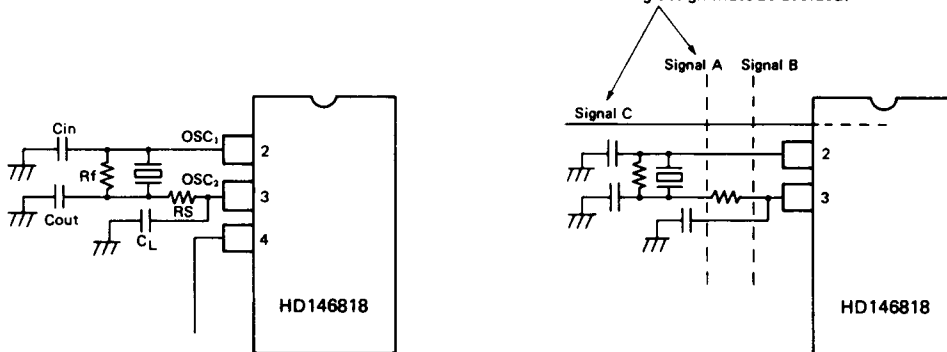 Cin
OSC1
2
Rf
OSC2
3
Cout
RS
CL
4
HD146818
Signal A
Signal B
Signal C
2
3
HD146818